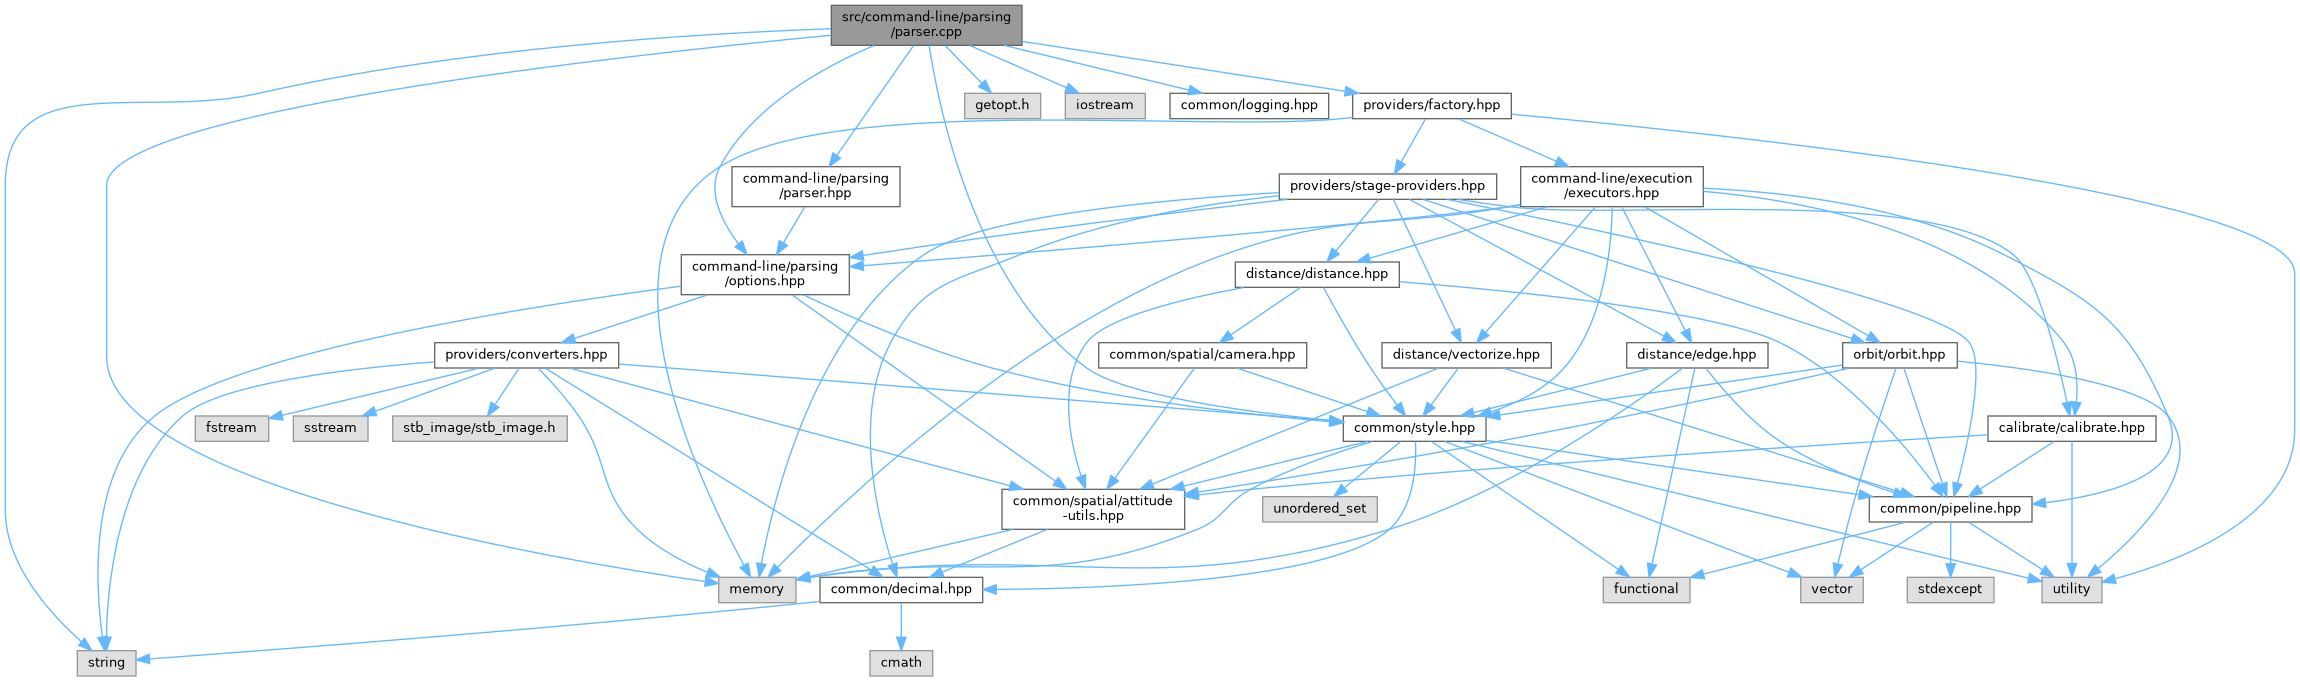 src/command-line/parsing
/parser.cpp
getopt.h
iostream
common/logging.hpp
providers/factory.hpp
command-line/parsing
/parser.hpp
providers/stage-providers.hpp
command-line/execution
/executors.hpp
command-line/parsing
/options.hpp
distance/distance.hpp
providers/converters.hpp
common/spatial/camera.hpp
distance/vectorize.hpp
distance/edge.hpp
orbit/orbit.hpp
fstream
sstream
stb_image/stb_image.h
common/style.hpp
calibrate/calibrate.hpp
common/spatial/attitude
-utils.hpp
unordered_set
common/pipeline.hpp
memory
common/decimal.hpp
functional
vector
stdexcept
utility
string
cmath